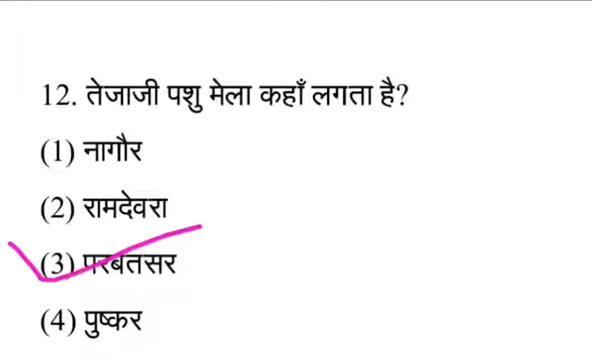 12. तेजाजी पशु मेला कहाँ लगता है?
(1) नागौर
(2) रामदेवरा
(3) परबतसर
(4) पुष्कर